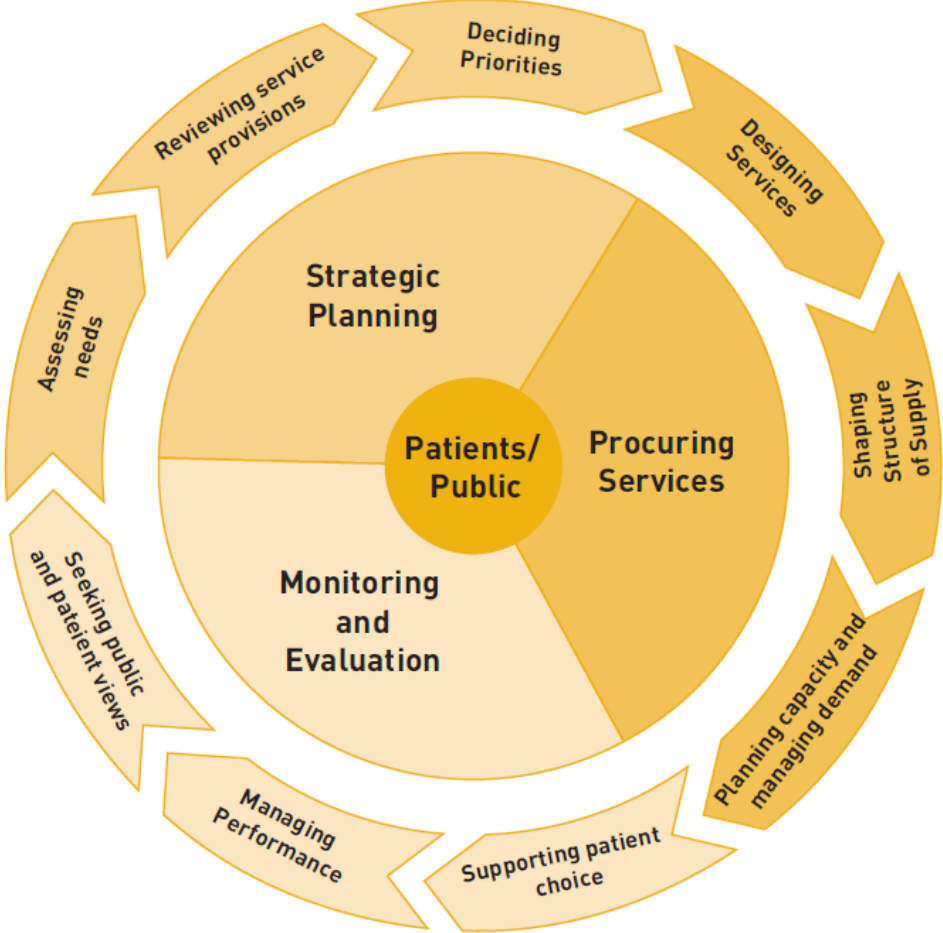 Deciding
Priorities
Designing
Services
Shaping
Structure
of Supply
Planning capacity and
managing demand
Supporting patient
choice
Managing
Performance
Seeking public
and pateient views
Assessing
needs
Reviewing service
provisions
Strategic
Planning
Procuring
Services
Monitoring
and
Evaluation
Patients/
Public